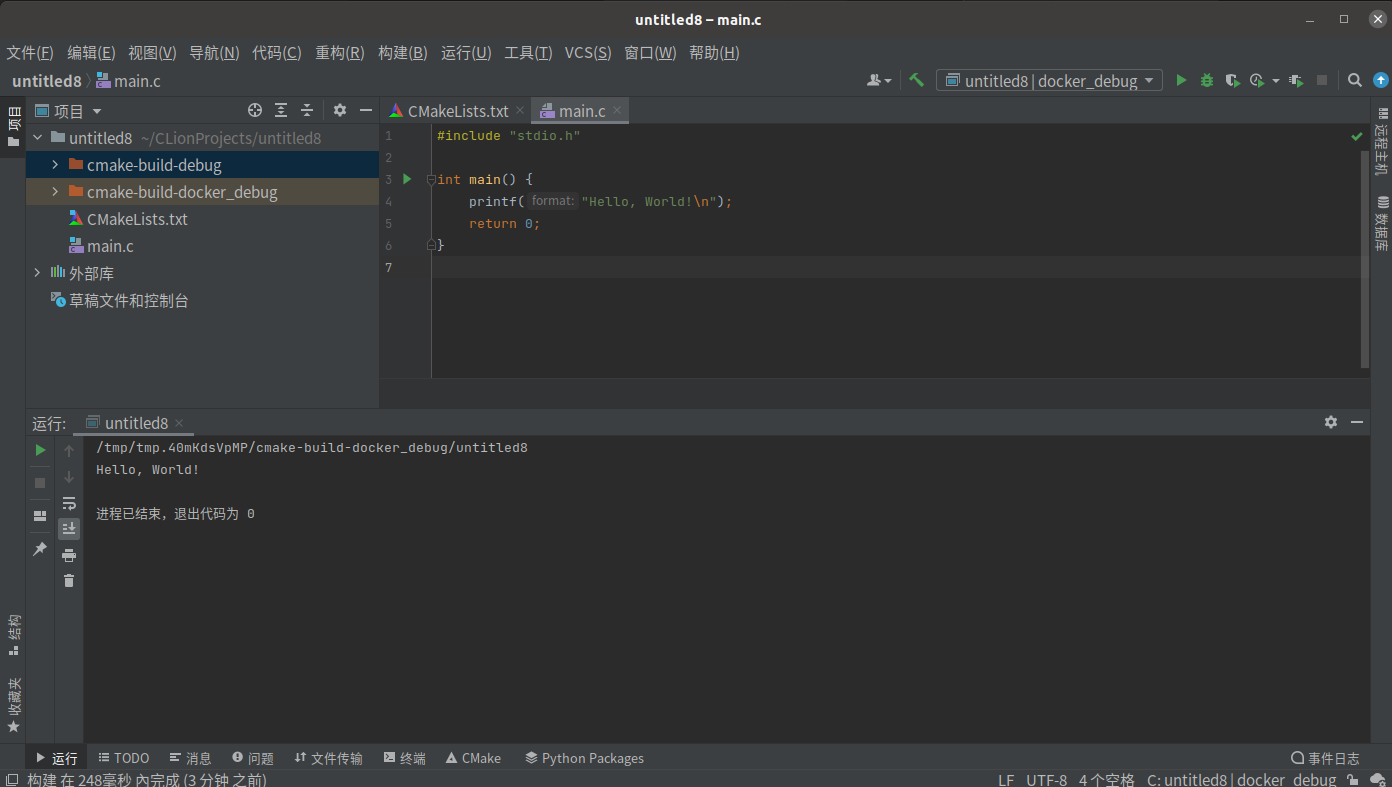 untitled8 – main.c
文件(F) 编辑(E) 视图(V) 导航(N) 代码(C) 重构(R) 构建(B) 运行(U) 工具(T) VCS(S) 窗口(W) 帮助(H)
untitled8 main.c untitled8 | docker_debug
项目
项目
CMakeLists.txt main.c
untitled8 ~/CLionProjects/untitled8
cmake-build-debug
cmake-build-docker_debug
CMakeLists.txt
main.c
外部库
草稿文件和控制台
1 #include "stdio.h"
2
3 int main() {
4 printf( format: "Hello, World!\n");
5 return 0;
6 }
7
远程主机
数据库
运行: untitled8
/tmp/tmp.40mKdsVpMP/cmake-build-docker_debug/untitled8
Hello, World!
进程已结束，退出代码为 0
结构
收藏夹
运行 TODO 消息 问题 文件传输 终端 CMake Python Packages 事件日志
构建 在 248毫秒 內完成 (3 分钟 之前) LF UTF-8 4 个空格 C: untitled8 | docker_debug